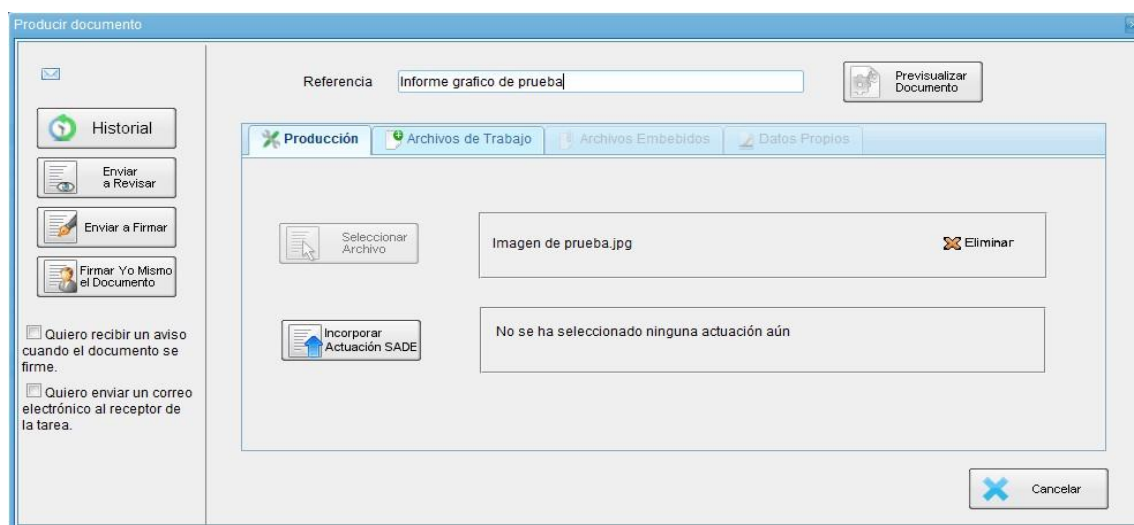 Producir documento
Referencia
Informe grafico de prueba
Previsualizar
Documento
Historial
Enviar
a Revisar
Enviar a Firmar
Firmar Yo Mismo
el Documento
Quiero recibir un aviso
cuando el documento se
firme.
Quiero enviar un correo
electrónico al receptor de
la tarea.
Producción
Archivos de Trabajo
Archivos Embebidos
Datos Propios
Seleccionar
Archivo
Imagen de prueba.jpg
Eliminar
Incorporar
Actuación SADE
No se ha seleccionado ninguna actuación aún
Cancelar